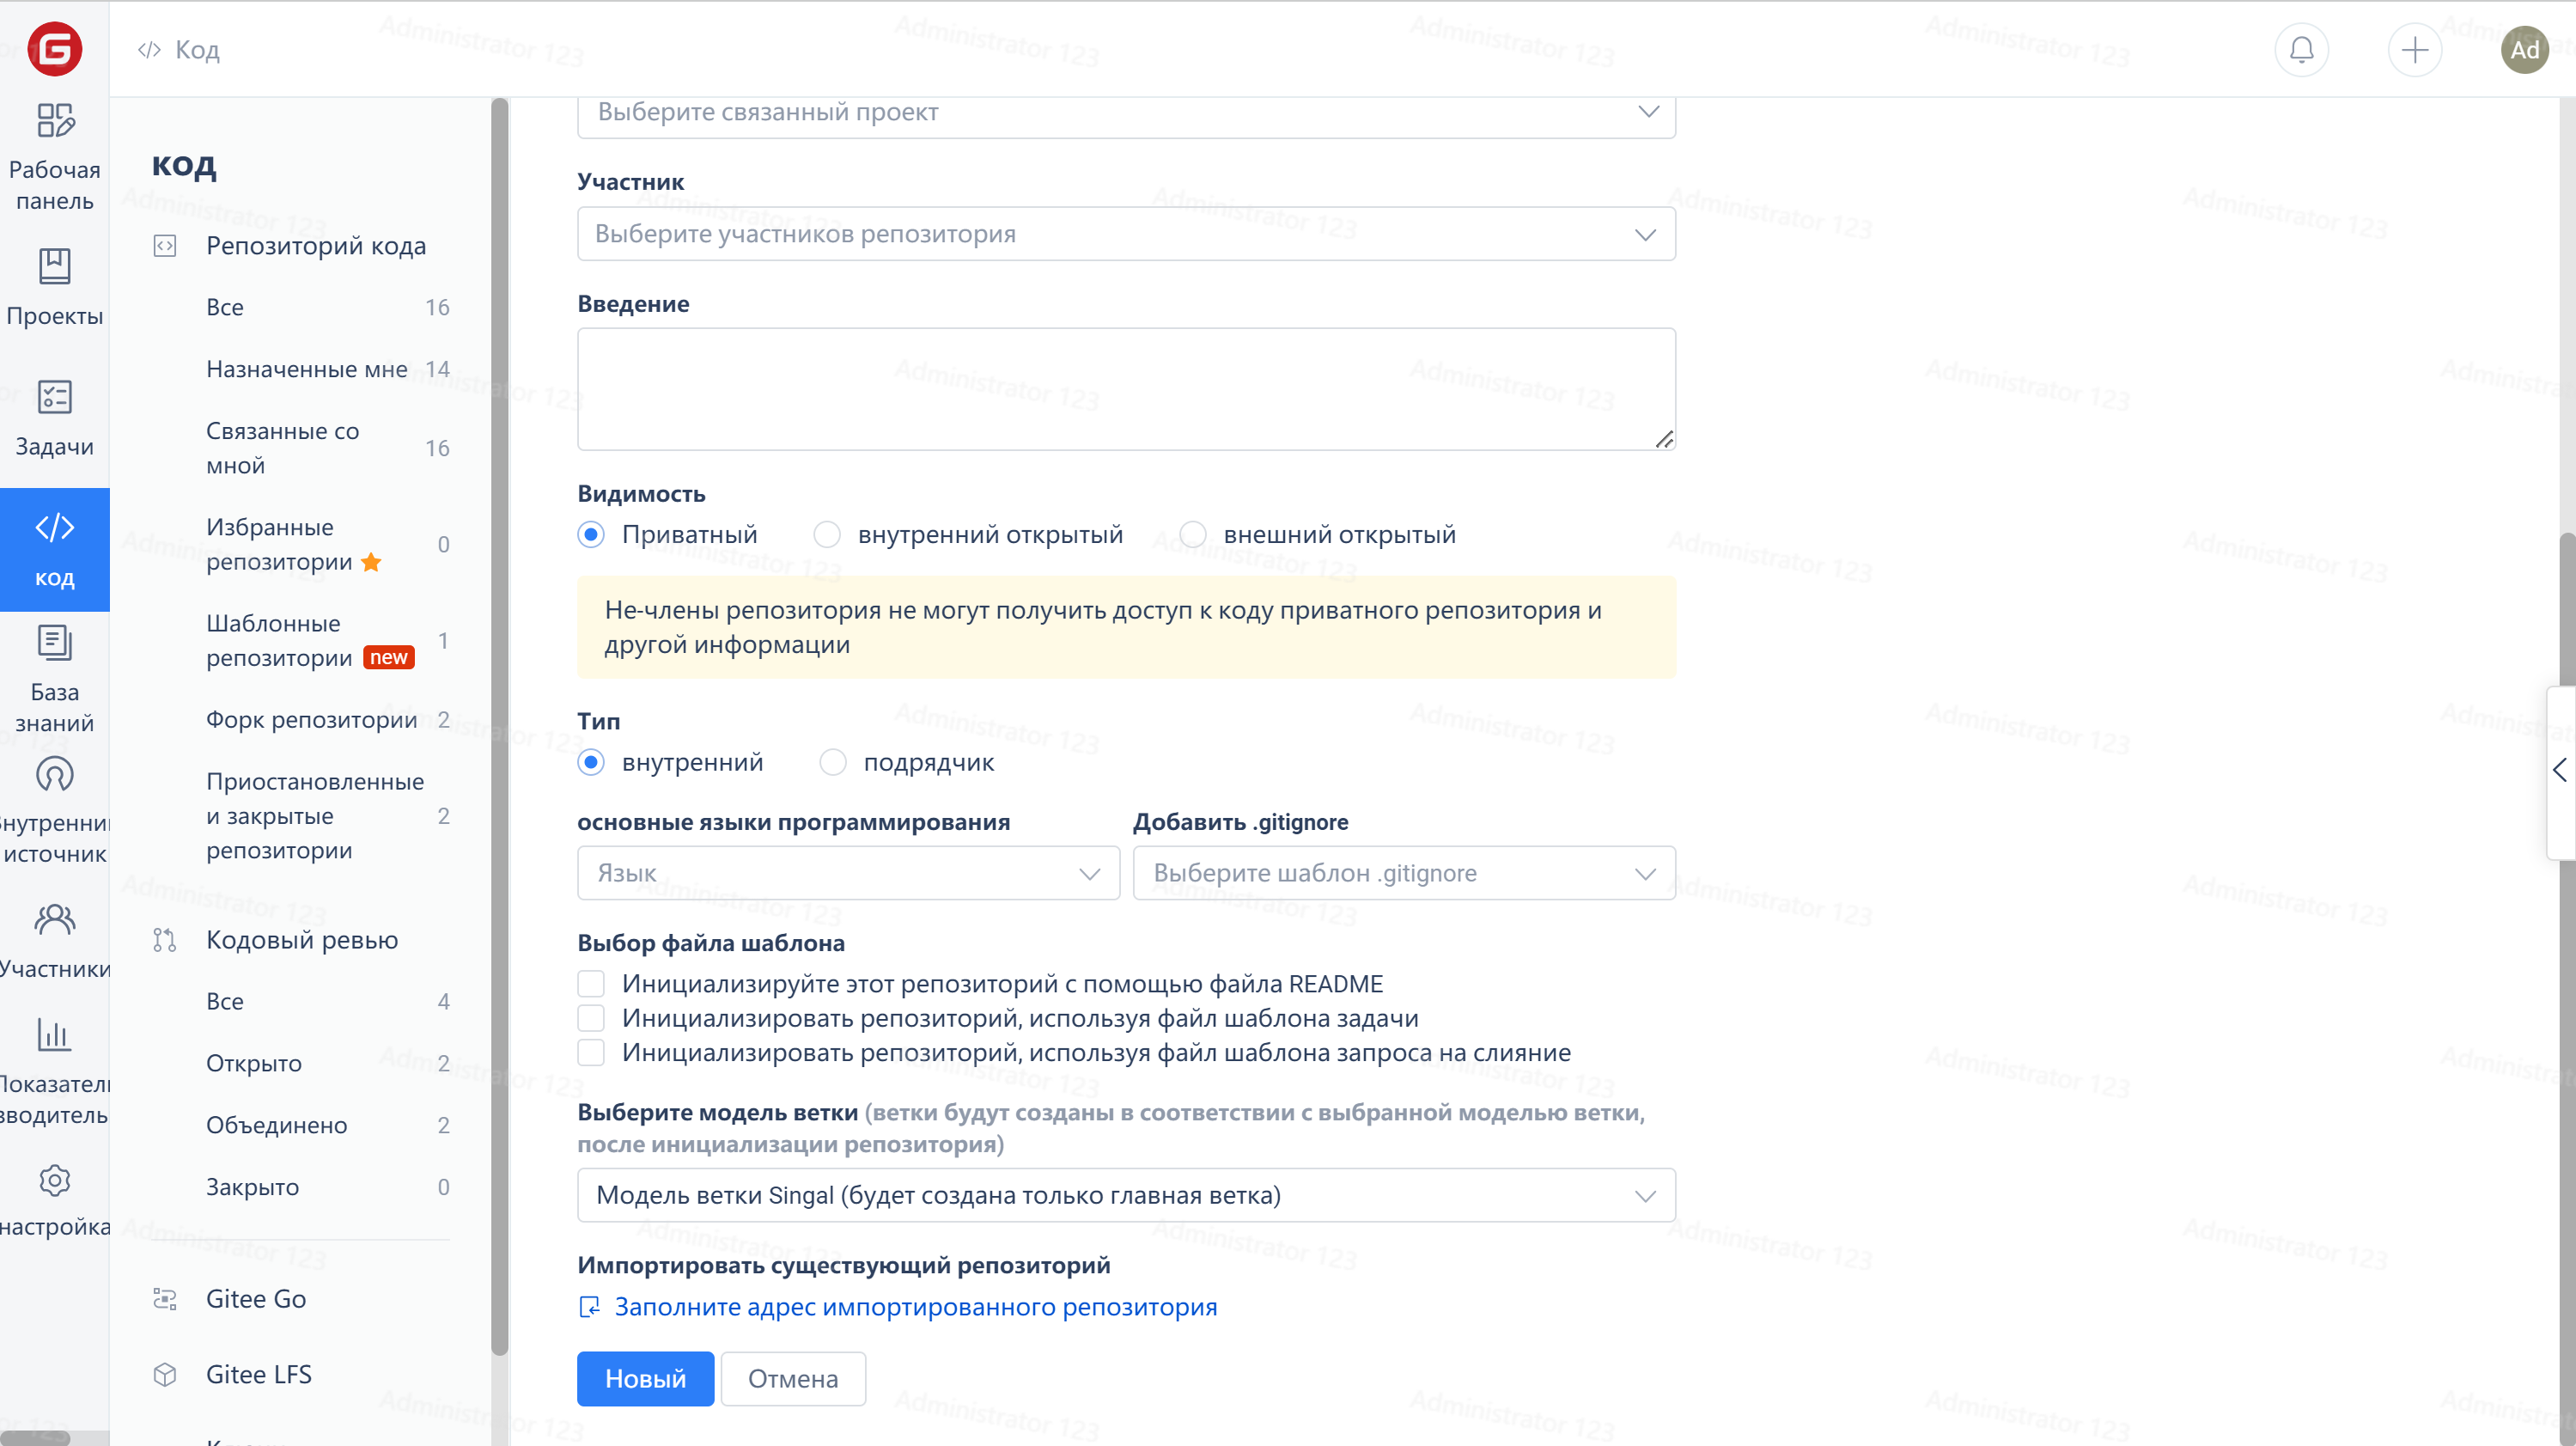 Код
Ad
Рабочая
панель
Проекты
Задачи
код
База
знаний
источник
Участники
настройка
код
Репозиторий кода
Все 16
Назначенные мне 14
Связанные со
мной 16
Избранные
репозитории 0
Шаблонные
репозитории new 1
Форк репозитории 2
Приостановленные
и закрытые
репозитории 2
Кодовый ревью
Все 4
Открыто 2
Объединено 2
Закрыто 0
Gitee Go
Gitee LFS
Выберите связанный проект
Участник
Выберите участников репозитория
Введение
Видимость
Приватный внутренний открытый внешний открытый
Не-члены репозитория не могут получить доступ к коду приватного репозитория и
другой информации
Тип
внутренний подрядчик
основные языки программирования Добавить .gitignore
Язык Выберите шаблон .gitignore
Выбор файла шаблона
Инициализируйте этот репозиторий с помощью файла README
Инициализировать репозиторий, используя файл шаблона задачи
Инициализировать репозиторий, используя файл шаблона запроса на слияние
Выберите модель ветки (ветки будут созданы в соответствии с выбранной моделью ветки,
после инициализации репозитория)
Модель ветки Singal (будет создана только главная ветка)
Импортировать существующий репозиторий
Заполните адрес импортированного репозитория
Новый Отмена
Administrator 123